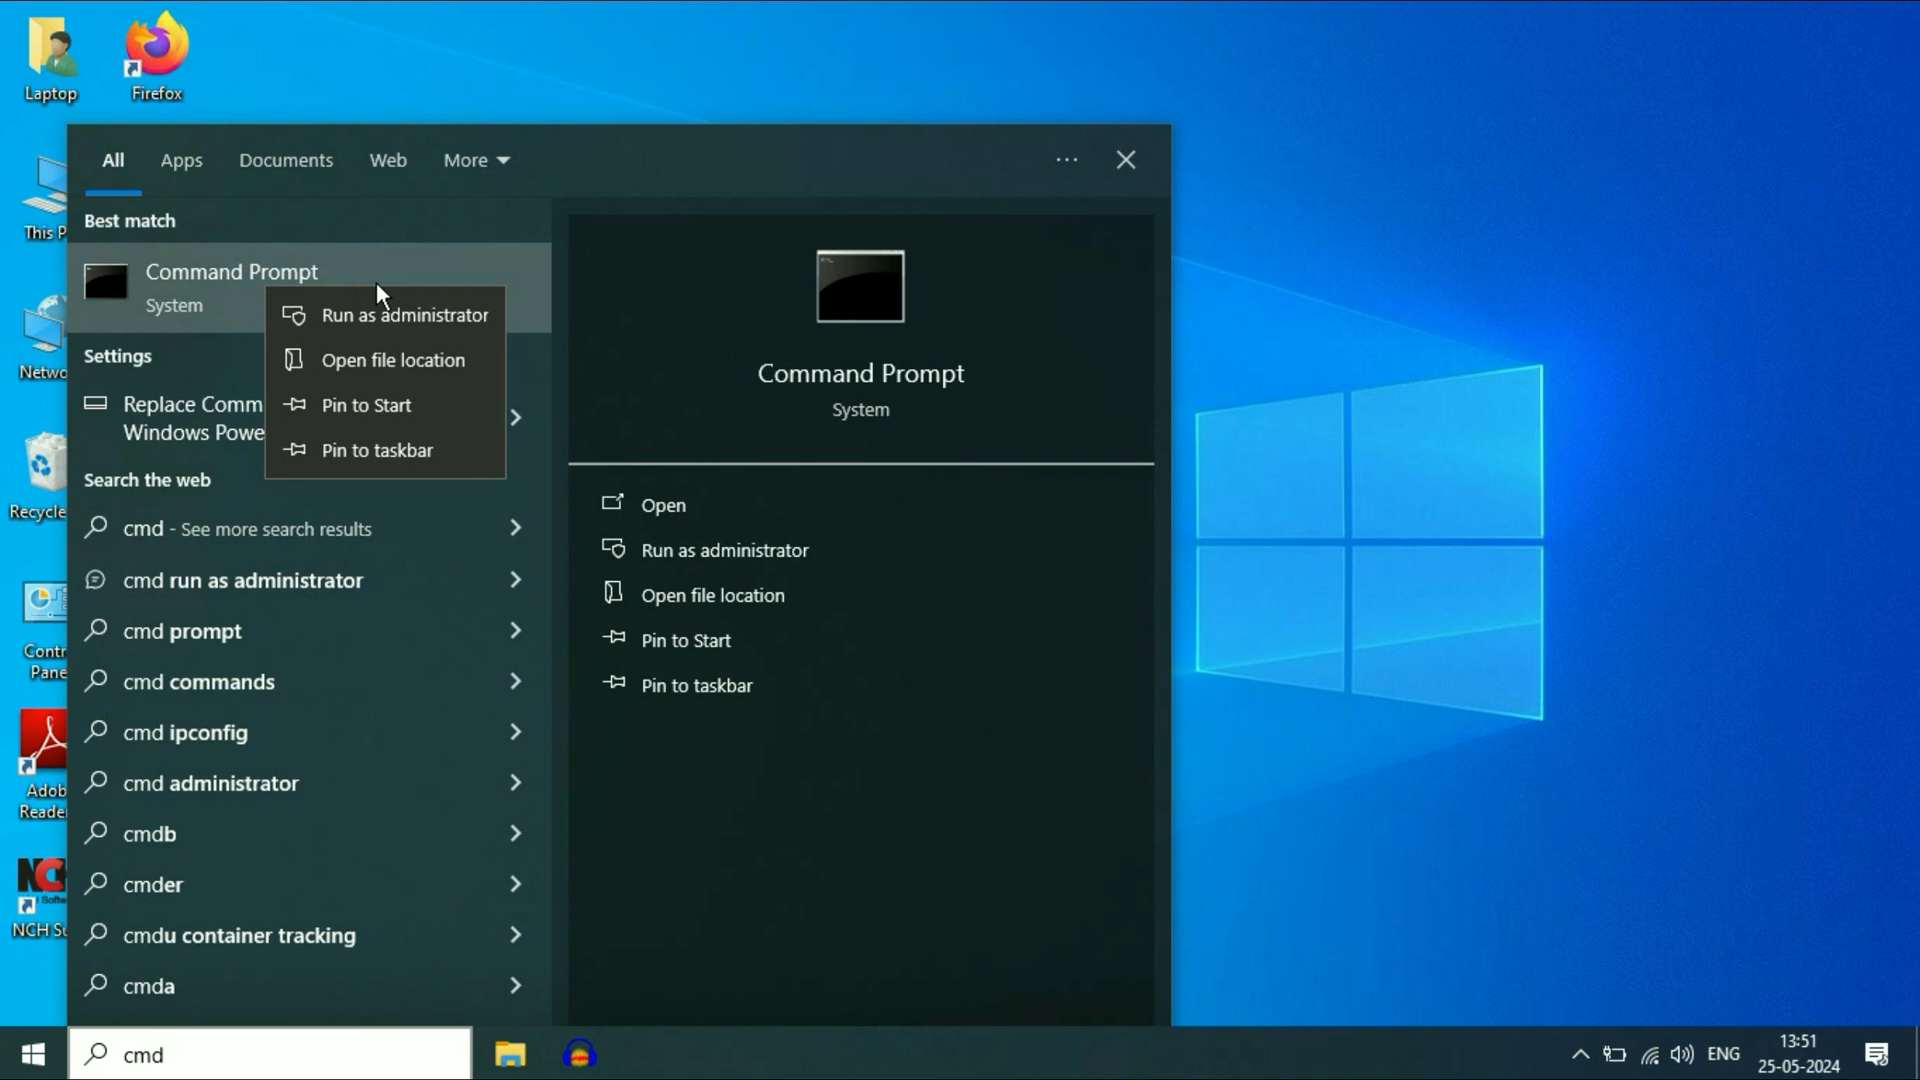 Laptop
Firefox
All
Apps
Documents
Web
More
Best match
Command Prompt
System
Run as administrator
Open file location
Pin to Start
Pin to taskbar
Settings
Replace Comm
Windows Powe
Search the web
cmd - See more search results
cmd run as administrator
cmd prompt
cmd commands
cmd ipconfig
cmd administrator
cmdb
cmder
cmdu container tracking
cmda
Command Prompt
System
Open
Run as administrator
Open file location
Pin to Start
Pin to taskbar
This P
Netwo
Recycle
Contr
Pane
Adob
Reade
NCH
Softw
NCH Su
cmd
ENG
13:51
25-05-2024